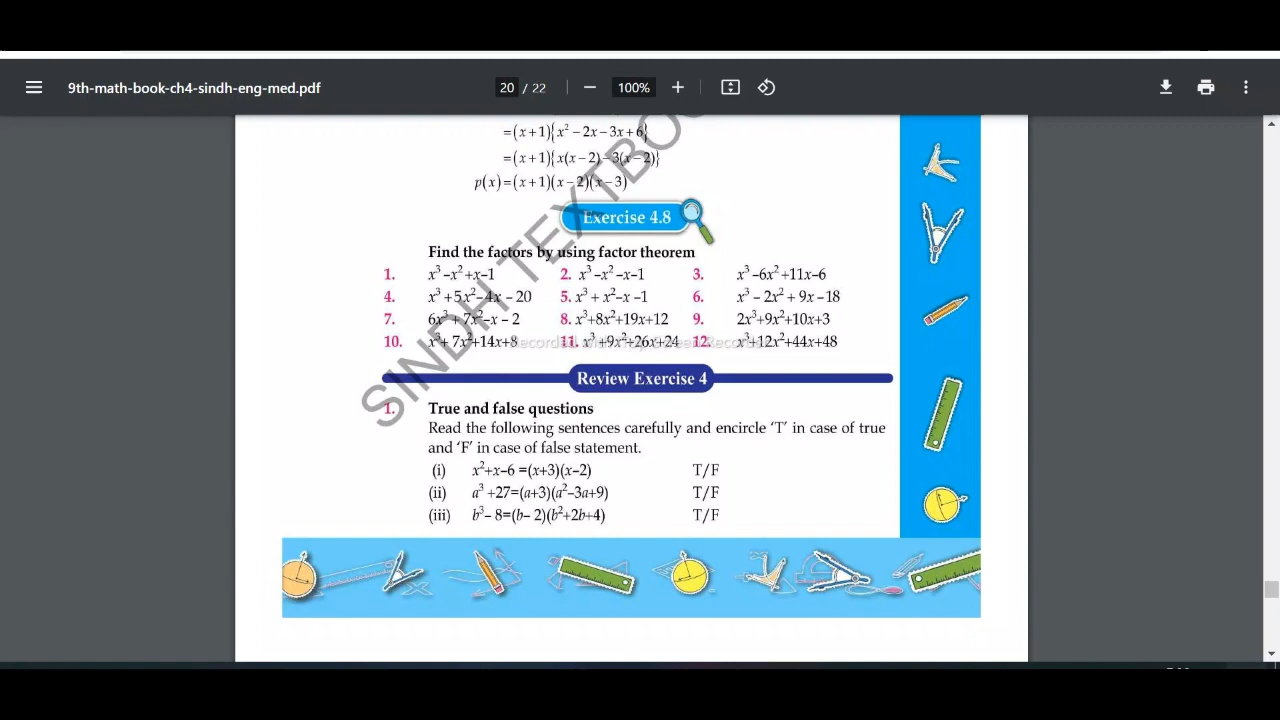 9th-math-book-ch4-sindh-eng-med.pdf 20 / 22 100%
=(x+1){x²−2x−3x+6}
=(x+1){x(x−2)−3(x−2)}
p(x)=(x+1)(x−2)(x−3)
Exercise 4.8
Find the factors by using factor theorem
1. x³–x²+x–1 2. x³–x²–x–1 3. x³–6x²+11x–6
4. x³+5x²–4x – 20 5. x³ + x²–x –1 6. x³ – 2x² + 9x –18
7. 6x³ + 7x²–x – 2 8. x³+8x²+19x+12 9. 2x³+9x²+10x+3
10. x³+ 7x²+14x+8 11. x³+9x²+26x+24 12. x³+12x²+44x+48
Review Exercise 4
1. True and false questions
Read the following sentences carefully and encircle ‘T’ in case of true
and ‘F’ in case of false statement.
(i) x²+x–6 =(x+3)(x–2) T/F
(ii) a³ +27=(a+3)(a²–3a+9) T/F
(iii) b³– 8=(b– 2)(b²+2b+4) T/F
SINDH TEXTBOO